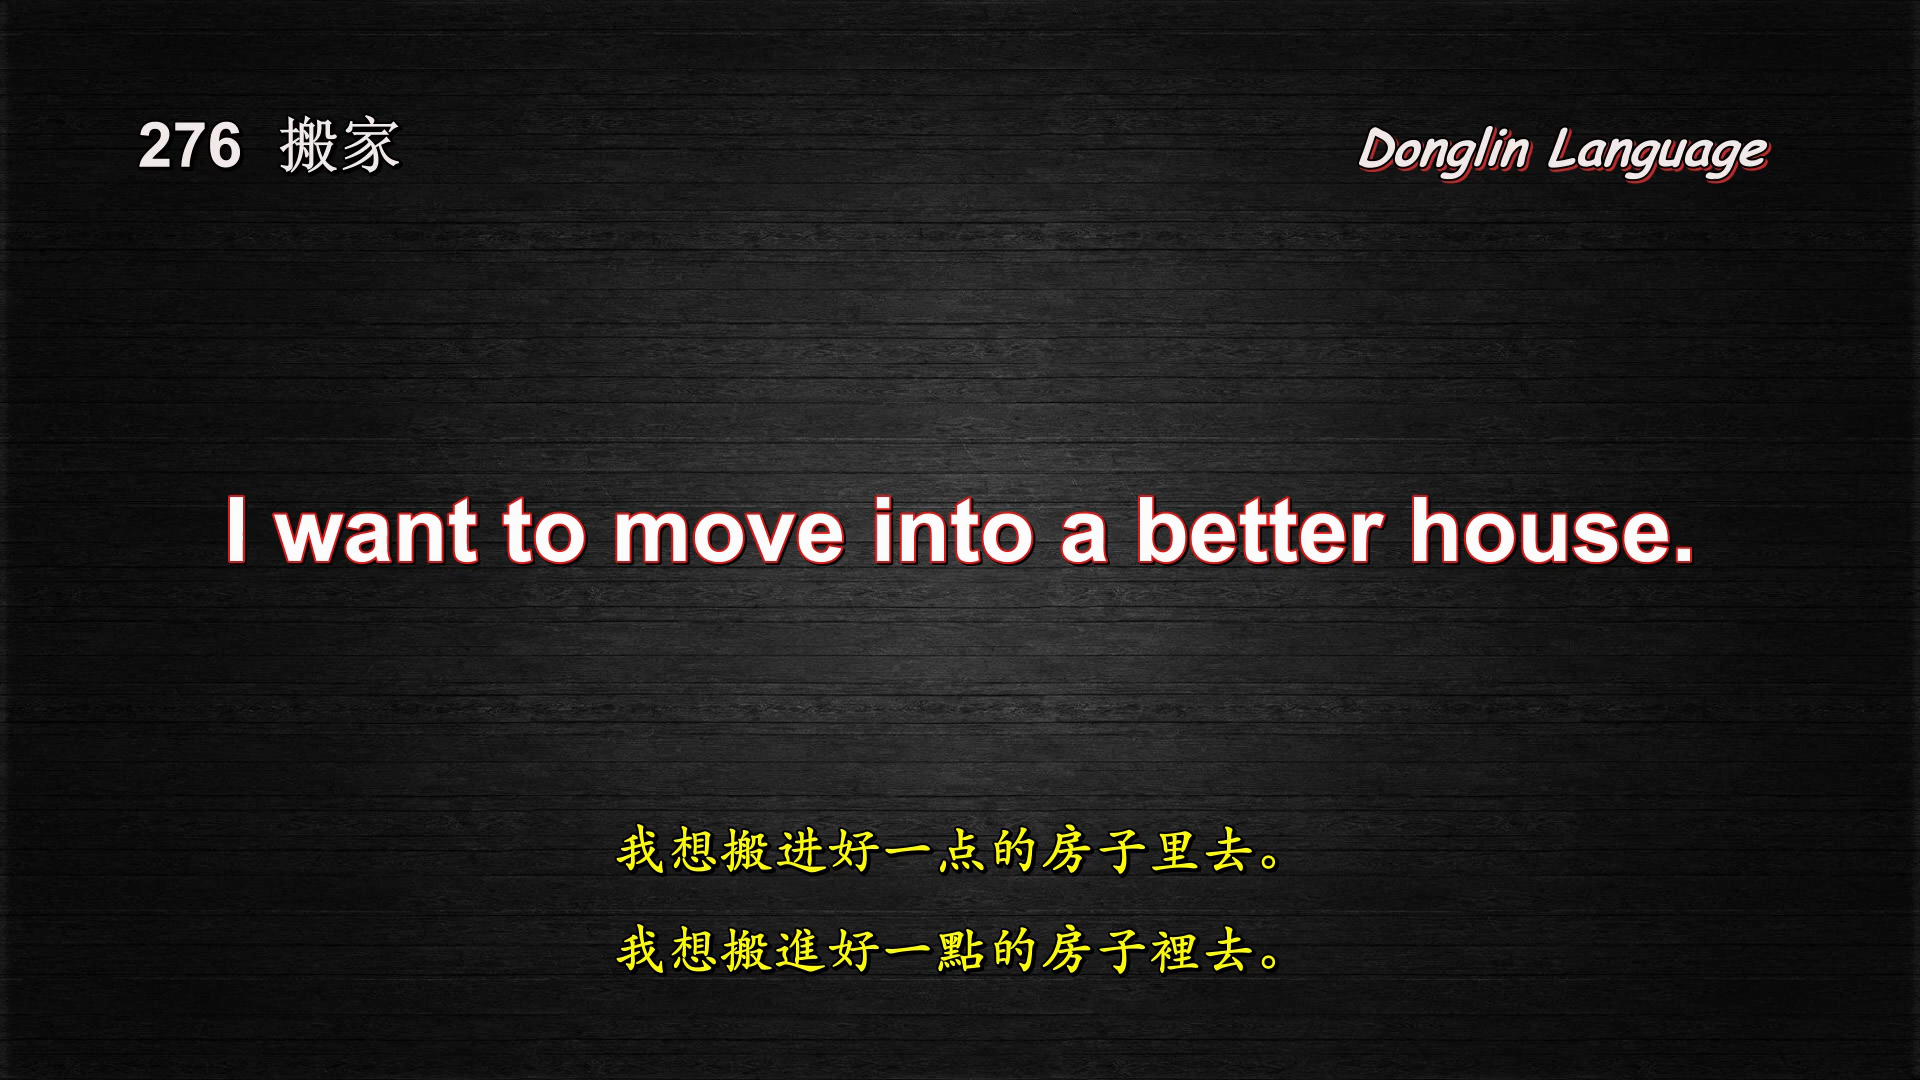 276 搬家
Donglin Language
I want to move into a better house.
我想搬进好一点的房子里去。
我想搬進好一點的房子裡去。